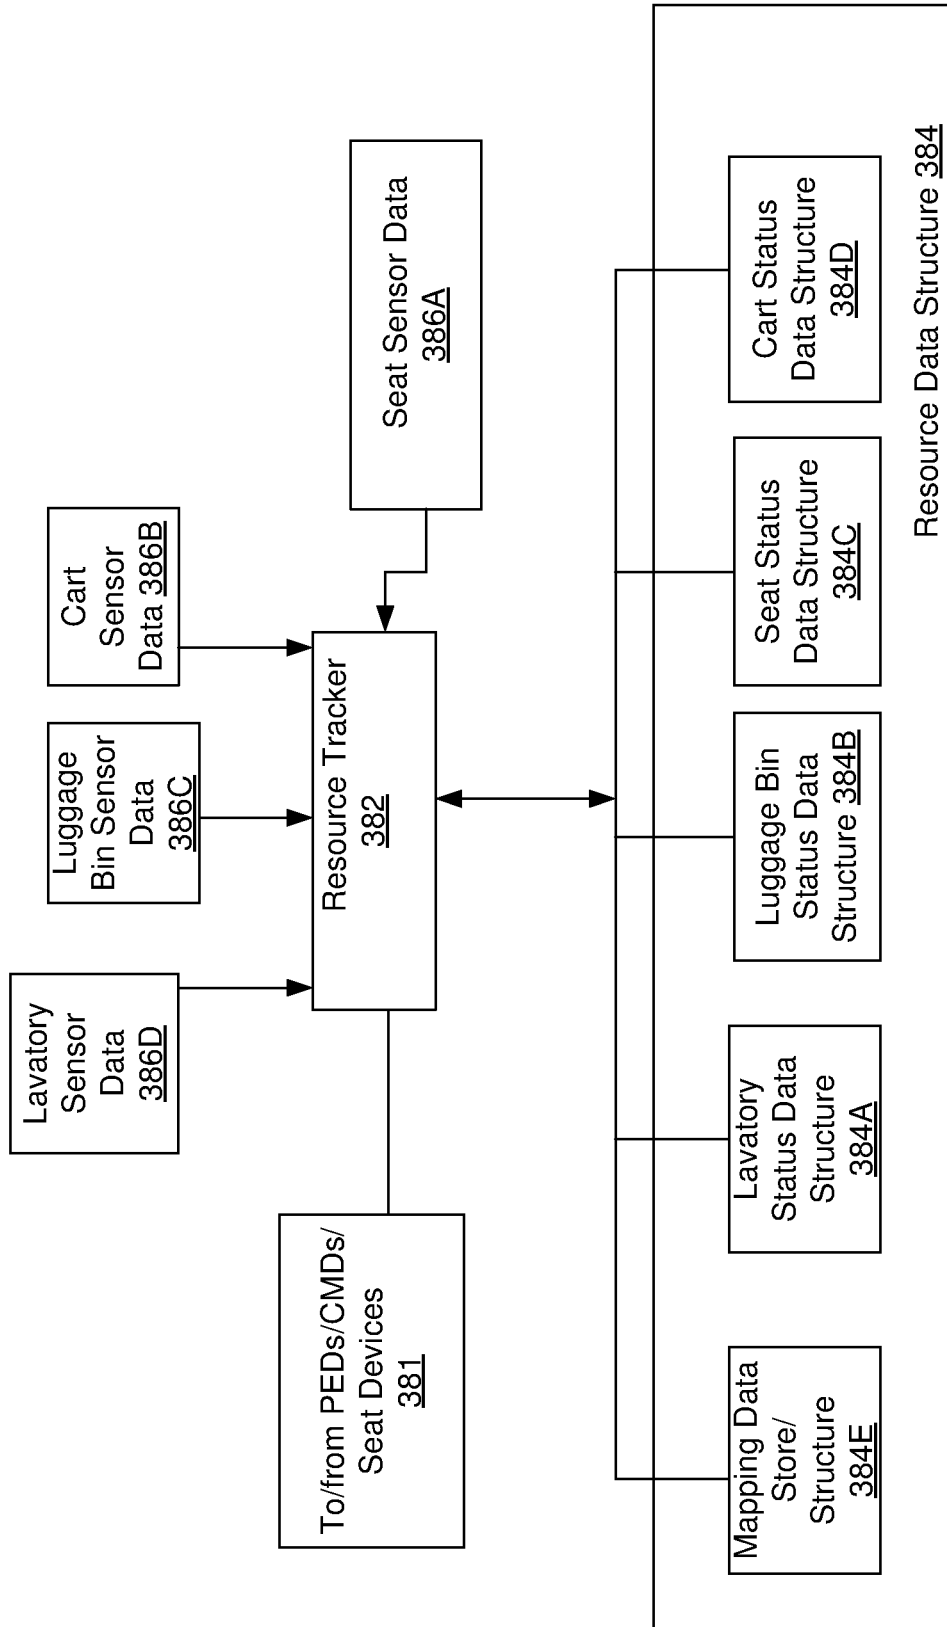 Lavatory
Sensor
Data
386D
Luggage
Bin Sensor
Data
386C
Cart
Sensor
Data 386B
To/from PEDs/CMDs/
Seat Devices
381
Resource Tracker
382
Seat Sensor Data
386A
Mapping Data
Store/
Structure
384E
Lavatory
Status Data
Structure
384A
Luggage Bin
Status Data
Structure 384B
Seat Status
Data Structure
384C
Cart Status
Data Structure
384D
Resource Data Structure 384